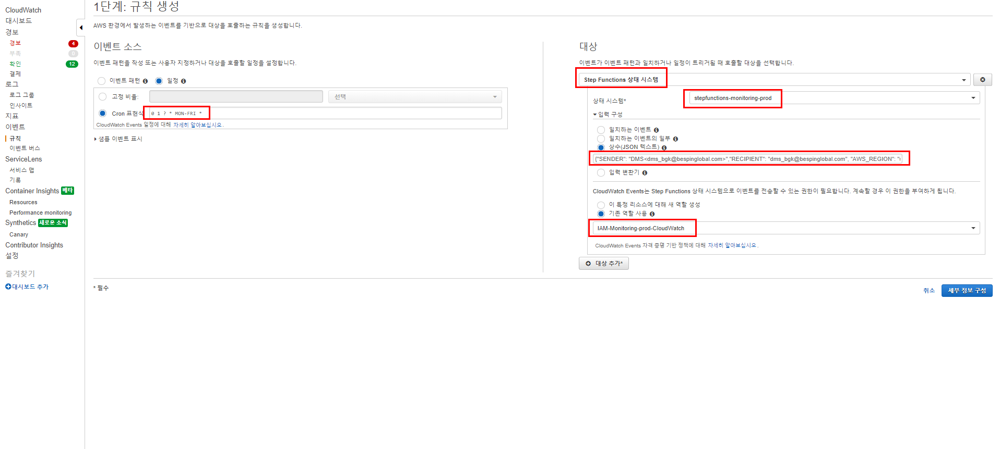 CloudWatch
대시보드
경보
경보 4
부족 0
확인 12
결제
로그
로그 그룹
인사이트
지표
이벤트
규칙
이벤트 버스
ServiceLens
서비스 맵
기록
Container Insights 베타
Resources
Performance monitoring
Synthetics 새로운 소식
Canary
Contributor Insights
설정
즐겨찾기
대시보드 추가
1단계: 규칙 생성
AWS 환경에서 발생하는 이벤트를 기반으로 대상을 호출하는 규칙을 생성합니다.
이벤트 소스
이벤트 패턴을 작성 또는 사용자 지정하거나 대상을 호출할 일정을 설정합니다.
이벤트 패턴 일정
고정 비율: 선택
Cron 표현식 0 1 ? * MON-FRI *
CloudWatch Events 일정에 대해 자세히 알아보십시오.
샘플 이벤트 표시
대상
이벤트가 이벤트 패턴과 일치하거나 일정이 트리거될 때 호출할 대상을 선택합니다.
Step Functions 상태 시스템
상태 시스템* stepfunctions-monitoring-prod
입력 구성
일치하는 이벤트
일치하는 이벤트의 일부
상수(JSON 텍스트)
{"SENDER": "DMS<dms_bgk@bespinglobal.com>","RECIPIENT": "dms_bgk@bespinglobal.com", "AWS_REGION": "
입력 변환기
CloudWatch Events는 Step Functions 상태 시스템으로 이벤트를 전송할 수 있는 권한이 필요합니다. 계속할 경우 이 권한을 부여하게 됩니다.
이 특정 리소스에 대해 새 역할 생성
기존 역할 사용
IAM-Monitoring-prod-CloudWatch
CloudWatch Events 자격 증명 기반 정책에 대해 자세히 알아보십시오.
대상 추가*
* 필수
취소 세부 정보 구성